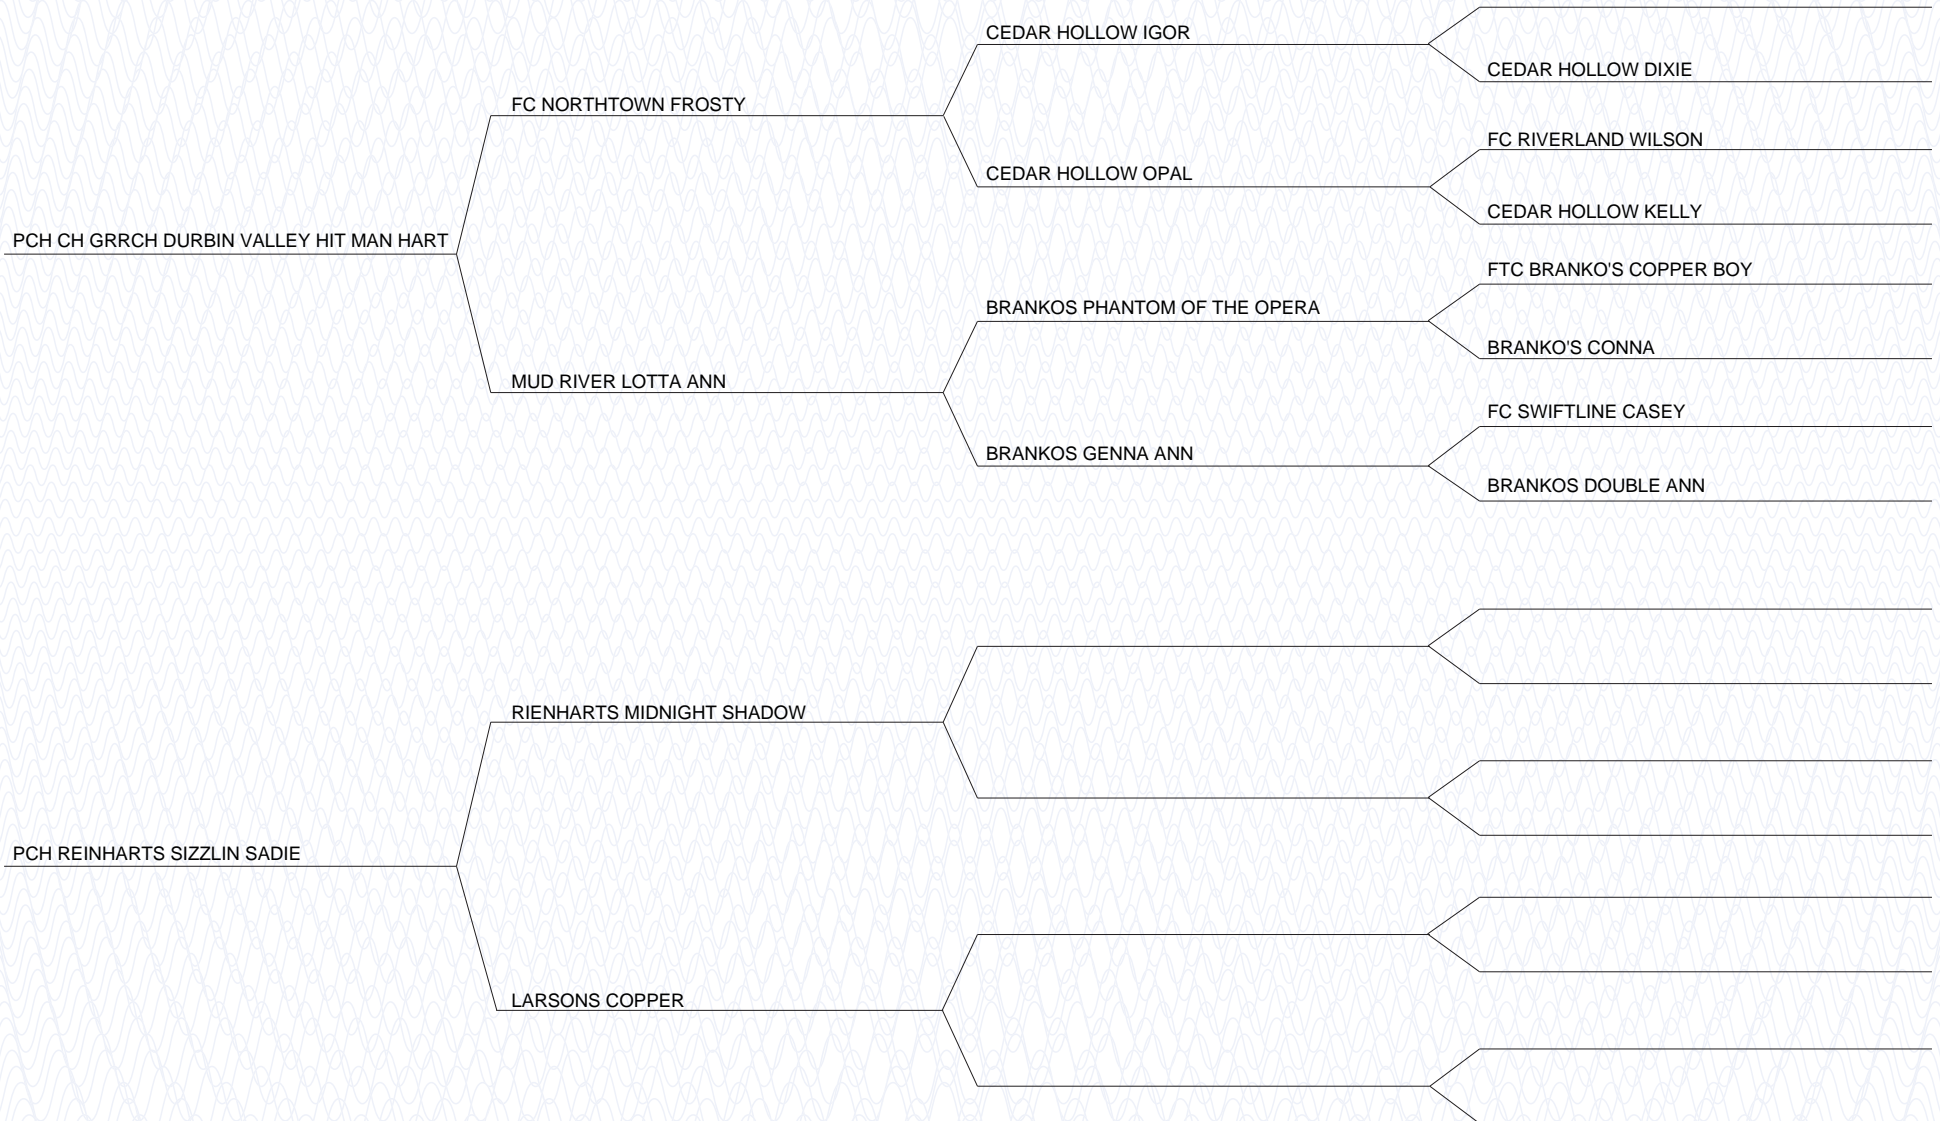 CEDAR HOLLOW IGOR
CEDAR HOLLOW DIXIE
FC NORTHTOWN FROSTY
FC RIVERLAND WILSON
CEDAR HOLLOW OPAL
CEDAR HOLLOW KELLY
PCH CH GRRCH DURBIN VALLEY HIT MAN HART
FTC BRANKO'S COPPER BOY
BRANKOS PHANTOM OF THE OPERA
BRANKO'S CONNA
MUD RIVER LOTTA ANN
FC SWIFTLINE CASEY
BRANKOS GENNA ANN
BRANKOS DOUBLE ANN
RIENHARTS MIDNIGHT SHADOW
PCH REINHARTS SIZZLIN SADIE
LARSONS COPPER